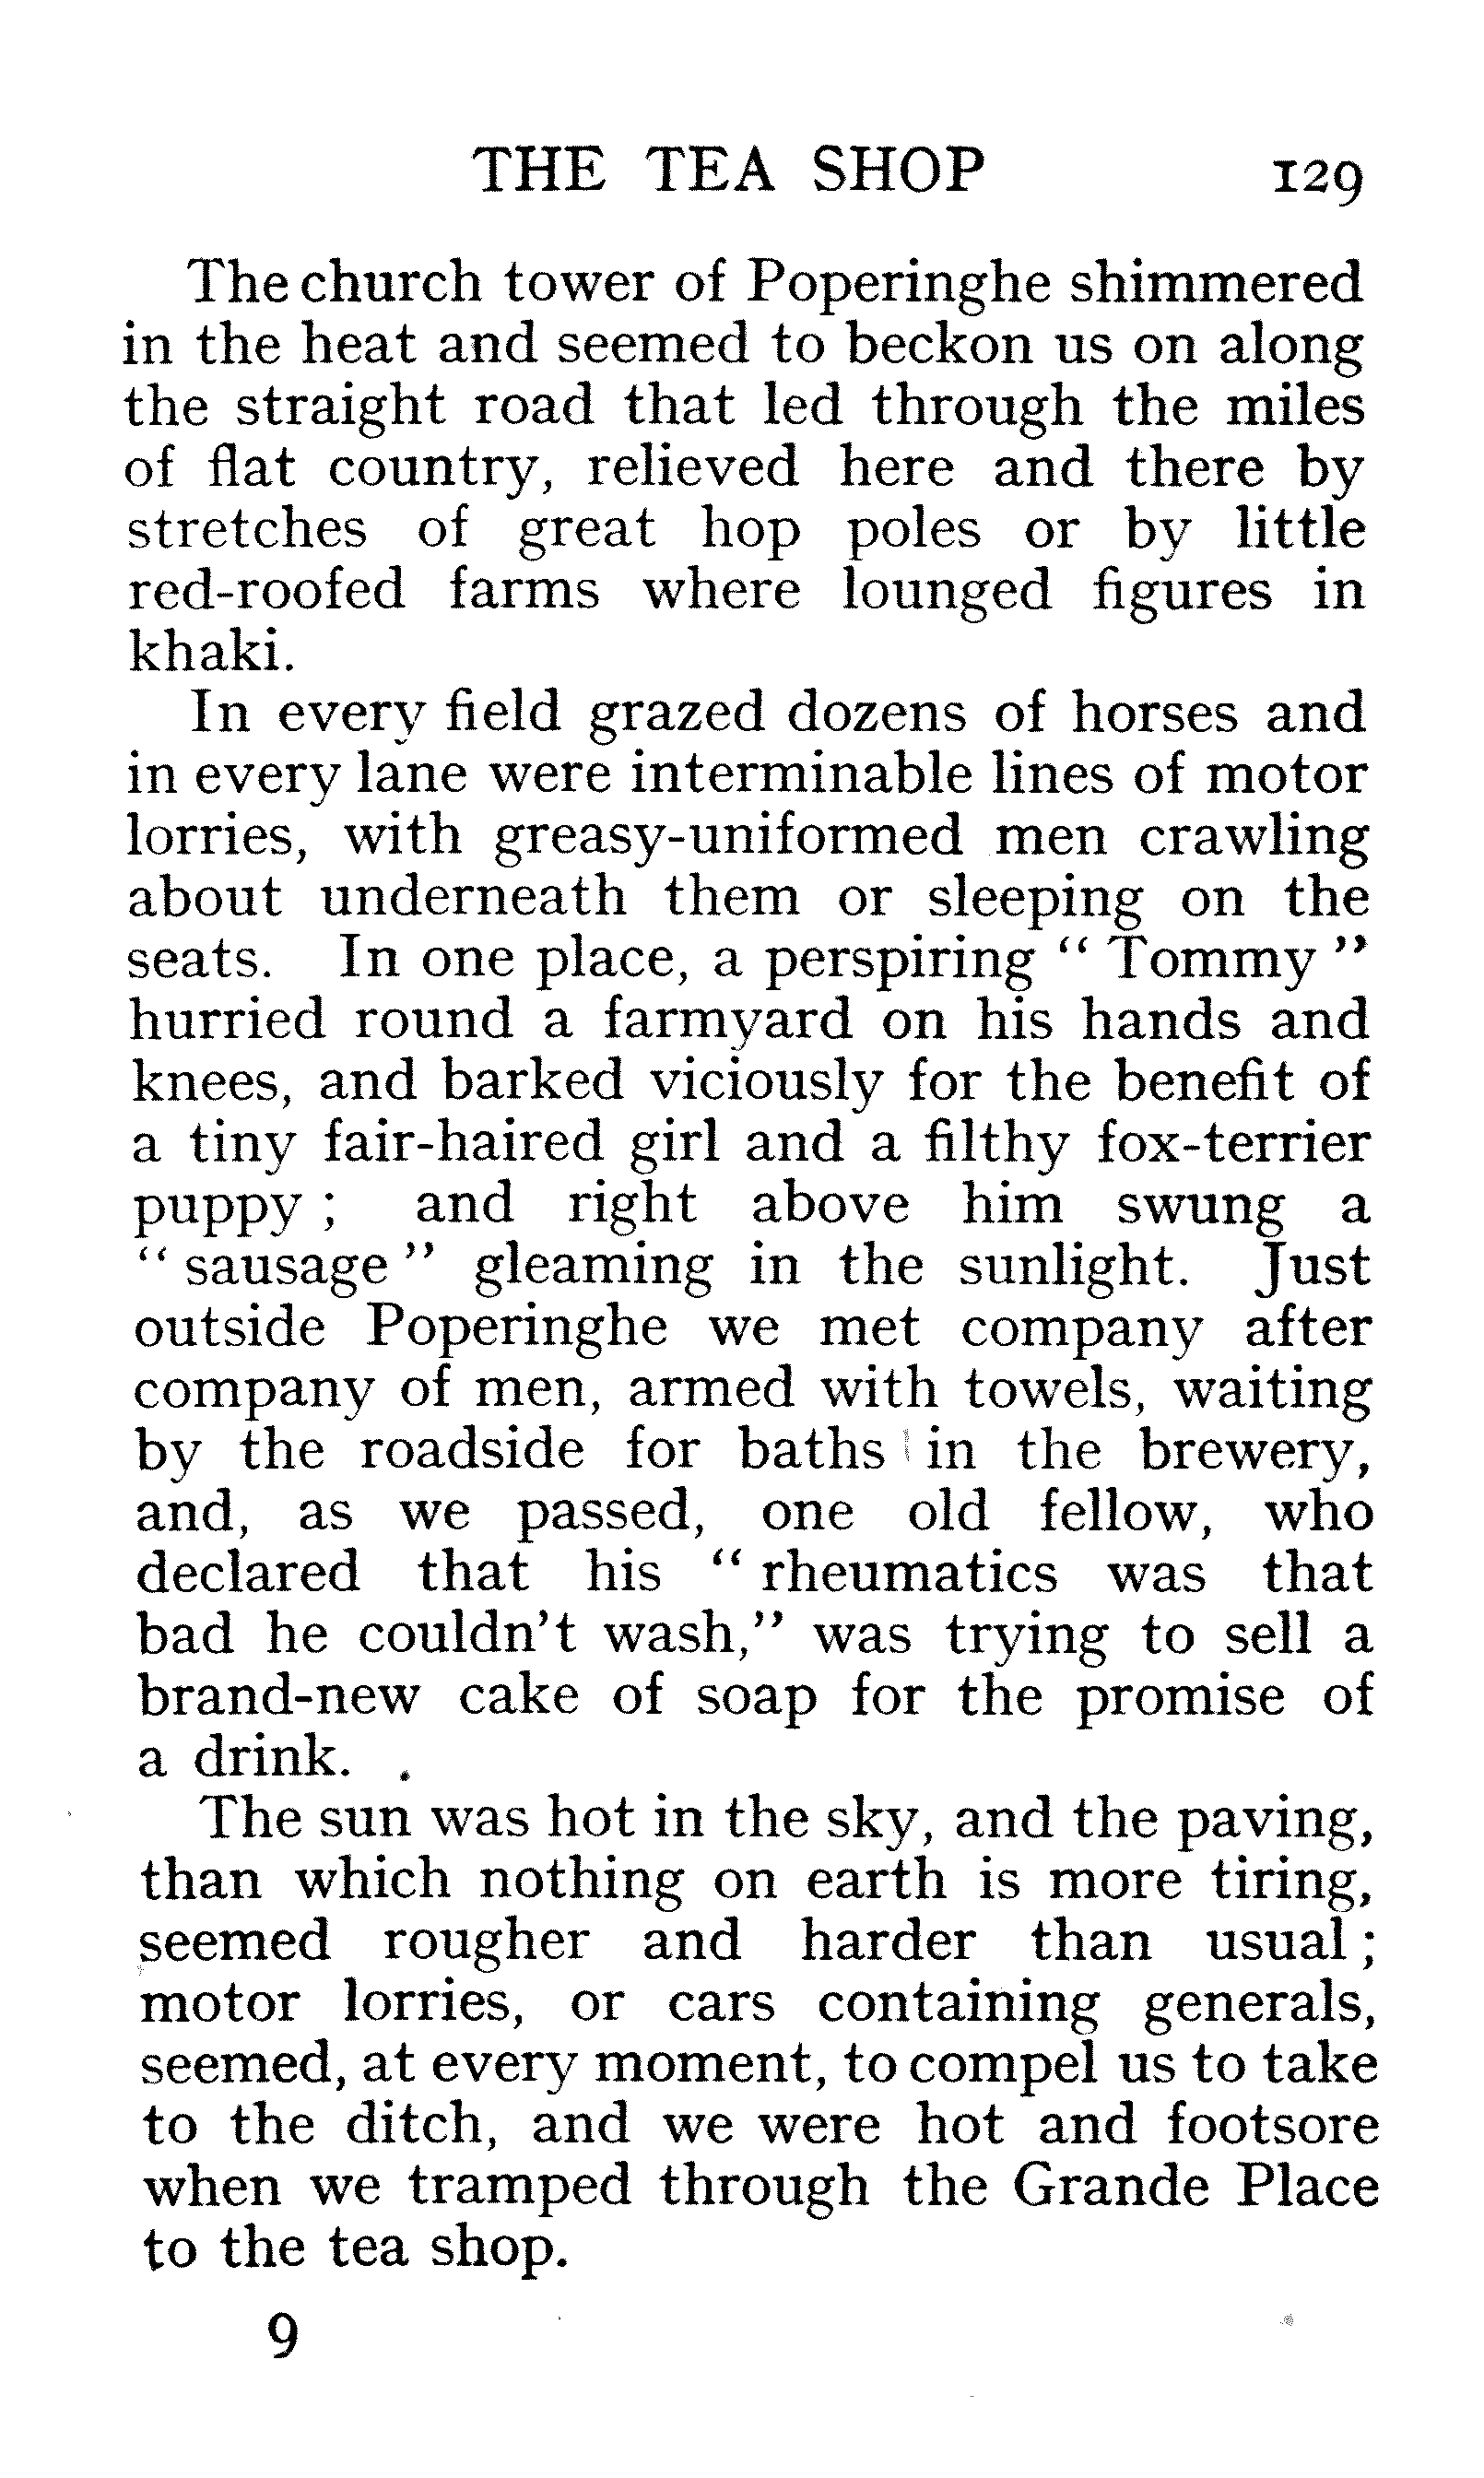 THE TEA SHOP 129
The church tower of Poperinghe shimmered
in the heat and seemed to beckon us on along
the straight road that led through the miles
of flat country, relieved here and there by
stretches of great hop poles or by little
red-roofed farms where lounged figures in
khaki.
In every field grazed dozens of horses and
in every lane were interminable lines of motor
lorries, with greasy-uniformed men crawling
about underneath them or sleeping on the
seats. In one place, a perspiring “ Tommy ”
hurried round a farmyard on his hands and
knees, and barked viciously for the benefit of
a tiny fair-haired girl and a filthy fox-terrier
puppy ; and right above him swung a
“ sausage ” gleaming in the sunlight. Just
outside Poperinghe we met company after
company of men, armed with towels, waiting
by the roadside for baths in the brewery,
and, as we passed, one old fellow, who
declared that his “ rheumatics was that
bad he couldn't wash,” was trying to sell a
brand-new cake of soap for the promise of
a drink.
The sun was hot in the sky, and the paving,
than which nothing on earth is more tiring,
seemed rougher and harder than usual ;
motor lorries, or cars containing generals,
seemed, at every moment, to compel us to take
to the ditch, and we were hot and footsore
when we tramped through the Grande Place
to the tea shop.
9